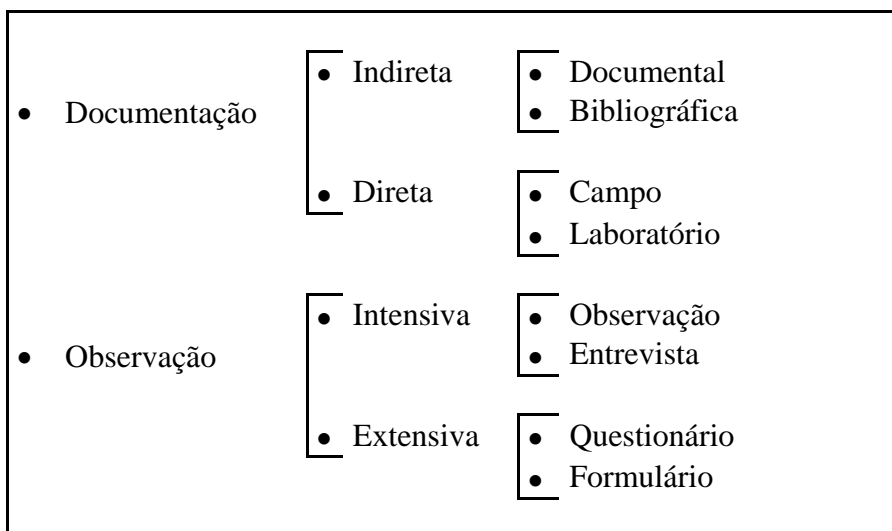 • Documentação
• Indireta
• Documental
• Bibliográfica
• Direta
• Campo
• Laboratório
• Observação
• Intensiva
• Observação
• Entrevista
• Extensiva
• Questionário
• Formulário